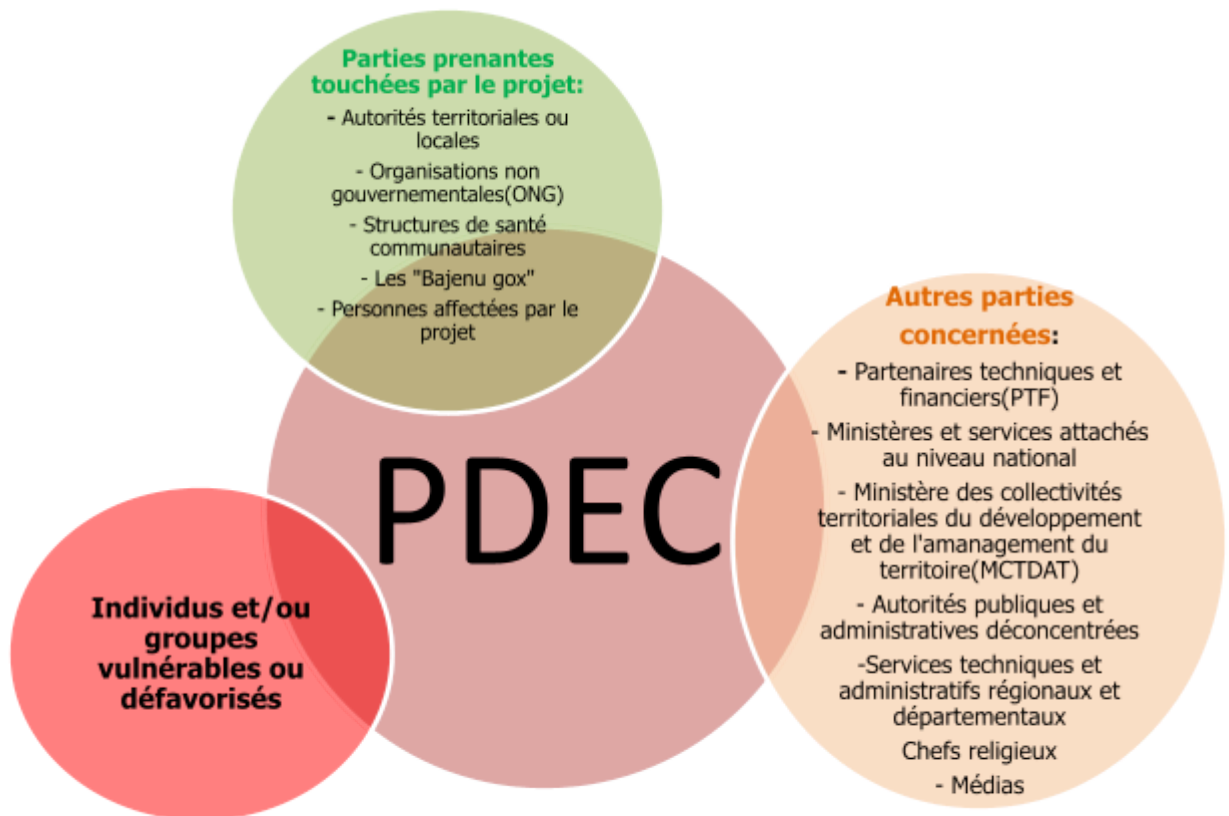 Parties prenantes
touchées par le projet:
- Autorités territoriales ou
locales
- Organisations non
gouvernementales(ONG)
- Structures de santé
communautaires
- Les "Bajenu gox"
- Personnes affectées par le
projet
PDEC
Autres parties
concernées:
- Partenaires techniques et
financiers(PTF)
- Ministères et services attachés
au niveau national
- Ministère des collectivités
territoriales du développement
et de l'amanagement du
territoire(MCTDAT)
- Autorités publiques et
administratives déconcentrées
-Services techniques et
administratifs régionaux et
départementaux
Chefs religieux
- Médias
Individus et/ou
groupes
vulnérables ou
défavorisés